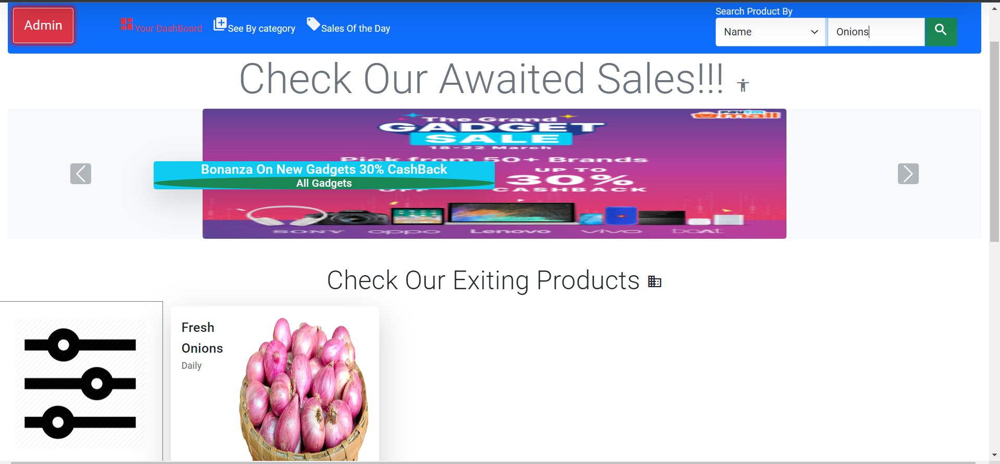 Admin
Your DashBoard
See By category
Sales Of the Day
Search Product By
Name
Onions
Check Our Awaited Sales!!!
paytm
mall
The Grand
GADGET
SALE
18-22 March
Pick from 50+ Brands
Bonanza On New Gadgets 30% CashBack
All Gadgets
UP TO
30%
OFF
CASHBACK
SONY oppo Lenovo vivo boAt
Check Our Exiting Products
Fresh
Onions
Daily